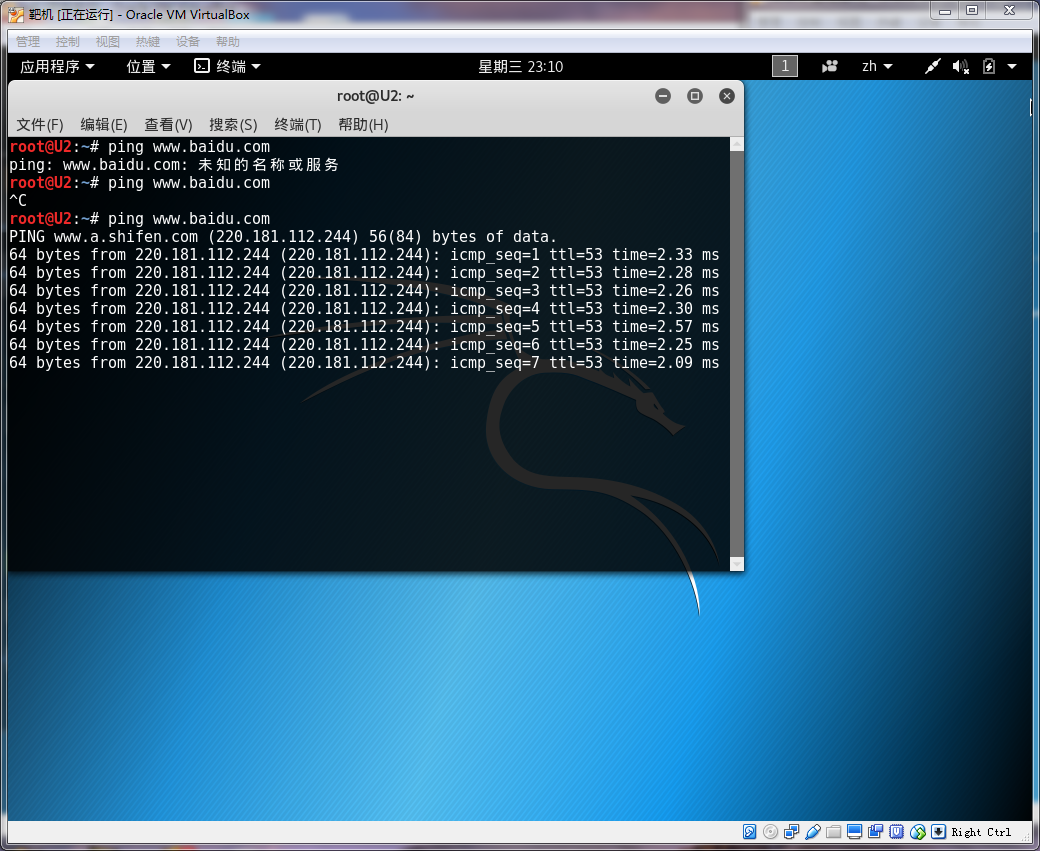 靶机 [正在运行] - Oracle VM VirtualBox
管理 控制 视图 热键 设备 帮助
应用程序 位置 终端 星期三 23:10 1 zh
root@U2: ~
文件(F) 编辑(E) 查看(V) 搜索(S) 终端(T) 帮助(H)
root@U2:~# ping www.baidu.com
ping: www.baidu.com: 未知的名称或服务
root@U2:~# ping www.baidu.com
^C
root@U2:~# ping www.baidu.com
PING www.a.shifen.com (220.181.112.244) 56(84) bytes of data.
64 bytes from 220.181.112.244 (220.181.112.244): icmp_seq=1 ttl=53 time=2.33 ms
64 bytes from 220.181.112.244 (220.181.112.244): icmp_seq=2 ttl=53 time=2.28 ms
64 bytes from 220.181.112.244 (220.181.112.244): icmp_seq=3 ttl=53 time=2.26 ms
64 bytes from 220.181.112.244 (220.181.112.244): icmp_seq=4 ttl=53 time=2.30 ms
64 bytes from 220.181.112.244 (220.181.112.244): icmp_seq=5 ttl=53 time=2.57 ms
64 bytes from 220.181.112.244 (220.181.112.244): icmp_seq=6 ttl=53 time=2.25 ms
64 bytes from 220.181.112.244 (220.181.112.244): icmp_seq=7 ttl=53 time=2.09 ms
Right Ctrl